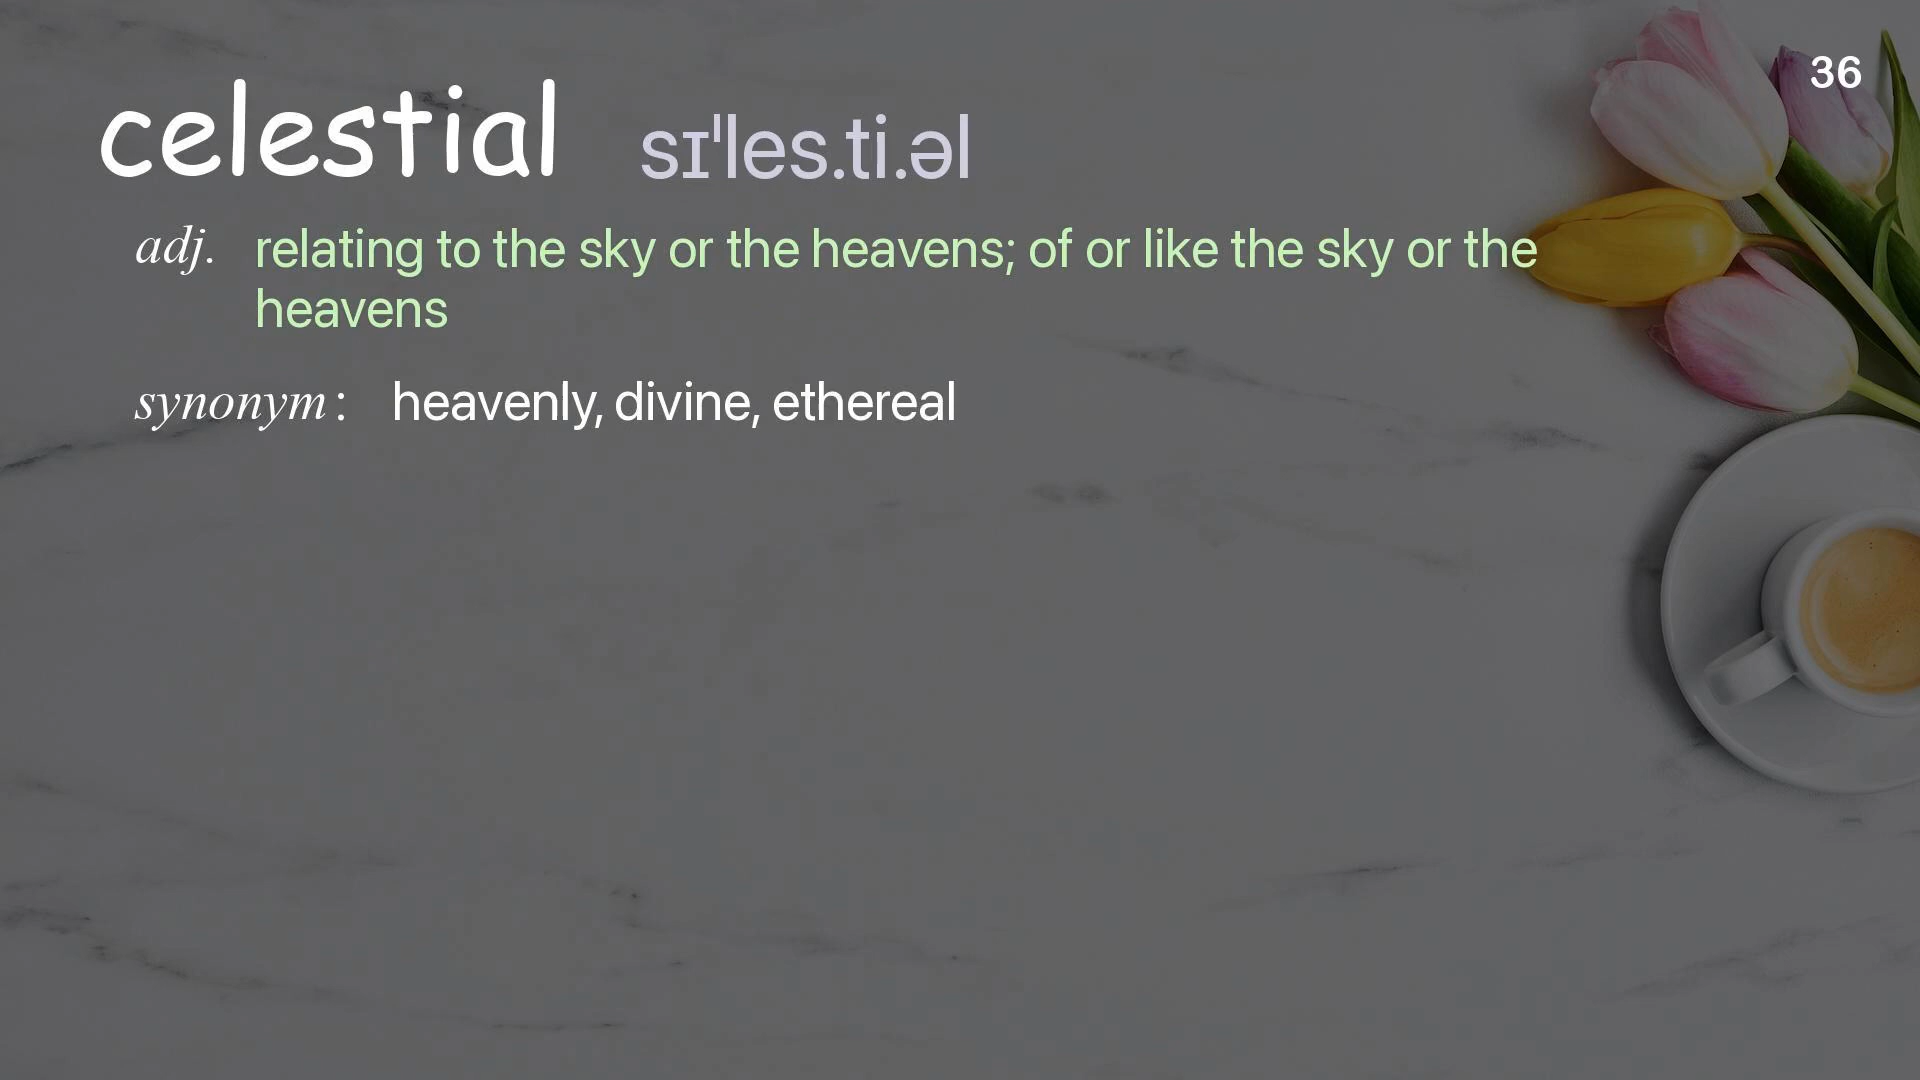 36
celestial sɪˈles.ti.əl
adj. relating to the sky or the heavens; of or like the sky or the
heavens
synonym: heavenly, divine, ethereal